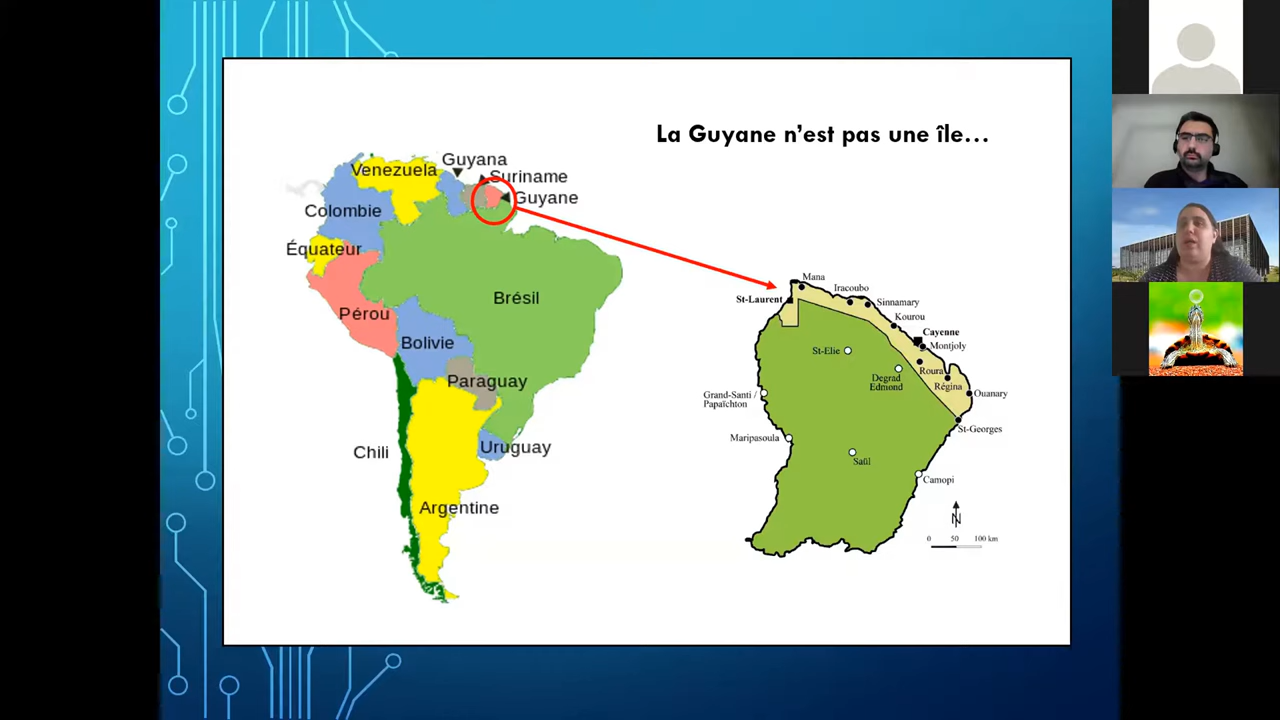 La Guyane n'est pas une île…
Guyana
Venezuela
Suriname
Guyane
Colombie
Équateur
Brésil
Pérou
Bolivie
Paraguay
Chili
Uruguay
Argentine
Mana
Iracoubo
St-Laurent
Sinnamary
Kourou
Cayenne
Montjoly
St-Elie
Roura
Degrad
Edmond
Régina
Ouanary
Grand-Santi /
Papaïchton
St-Georges
Maripasoula
Saül
Camopi
N
0 50 100 km